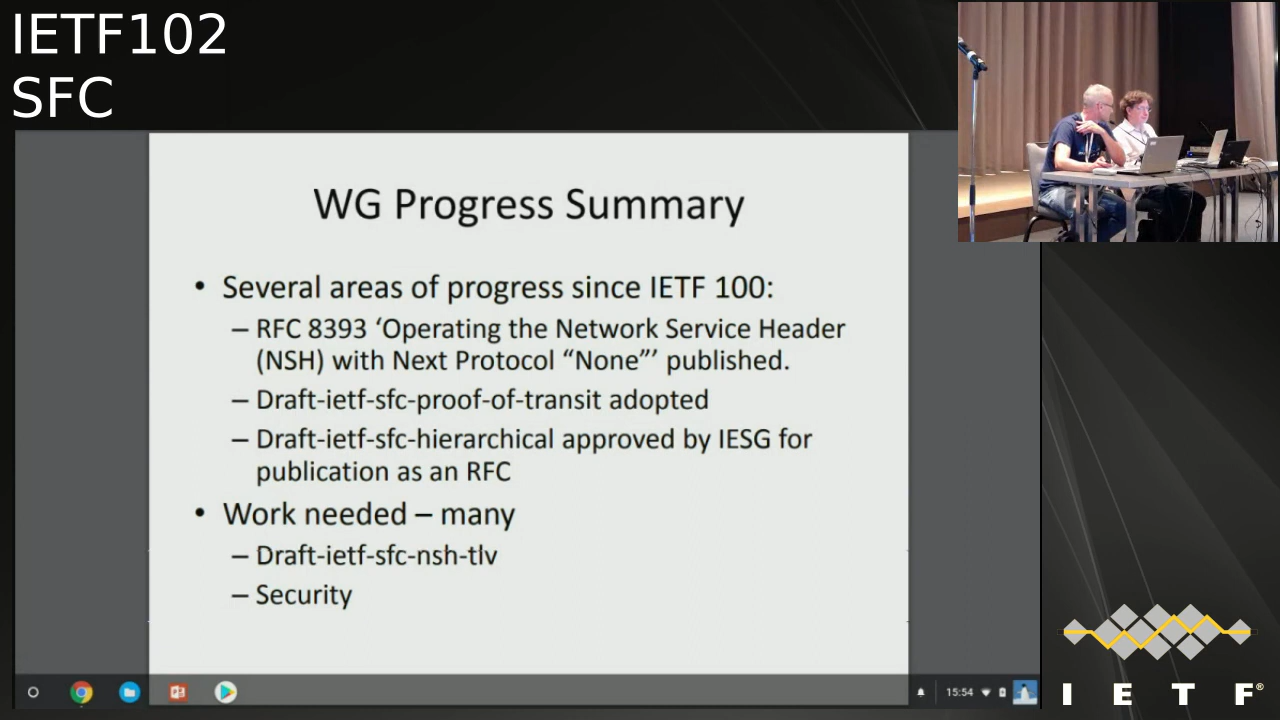 IETF102
SFC
WG Progress Summary
• Several areas of progress since IETF 100:
– RFC 8393 ‘Operating the Network Service Header
(NSH) with Next Protocol “None”’ published.
– Draft-ietf-sfc-proof-of-transit adopted
– Draft-ietf-sfc-hierarchical approved by IESG for
publication as an RFC
• Work needed – many
– Draft-ietf-sfc-nsh-tlv
– Security
15:54
I E T F®